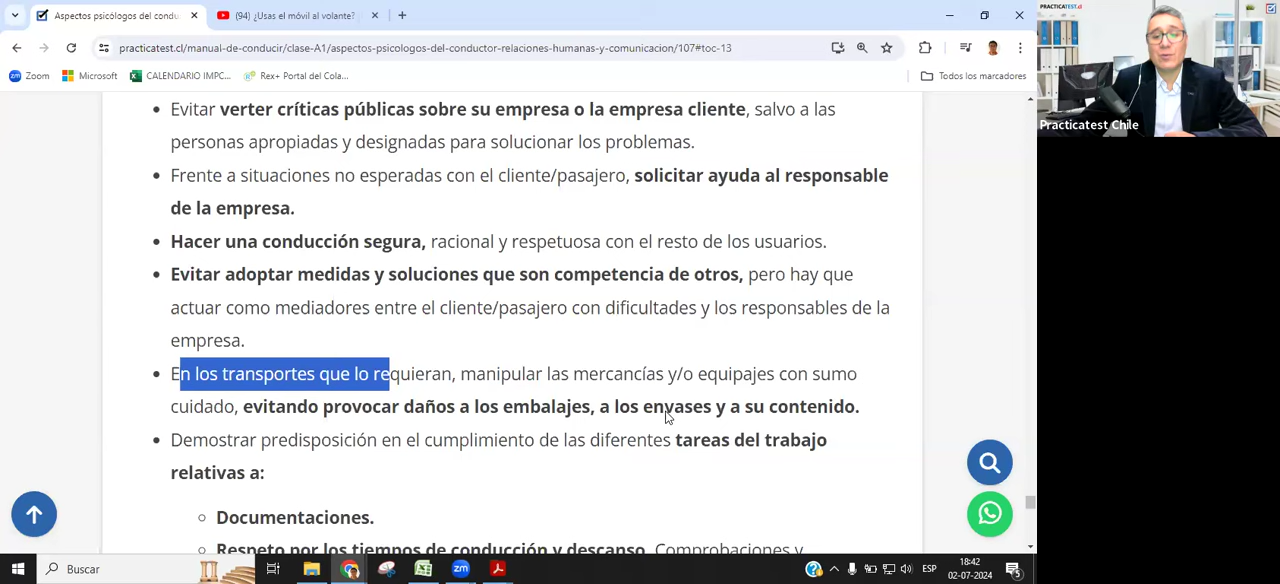 Aspectos psicólogos del condu
(94) ¿Usas el móvil al volante?
practicatest.cl/manual-de-conducir/clase-A1/aspectos-psicologos-del-conductor-relaciones-humanas-y-comunicacion/107#toc-13
Zoom
Microsoft
CALENDARIO IMPC...
Rex+ Portal del Cola...
Todos los marcadores
PRACTICATEST.cl
Practicatest Chile
Evitar verter críticas públicas sobre su empresa o la empresa cliente, salvo a las
personas apropiadas y designadas para solucionar los problemas.
Frente a situaciones no esperadas con el cliente/pasajero, solicitar ayuda al responsable
de la empresa.
Hacer una conducción segura, racional y respetuosa con el resto de los usuarios.
Evitar adoptar medidas y soluciones que son competencia de otros, pero hay que
actuar como mediadores entre el cliente/pasajero con dificultades y los responsables de la
empresa.
En los transportes que lo requieran, manipular las mercancías y/o equipajes con sumo
cuidado, evitando provocar daños a los embalajes, a los envases y a su contenido.
Demostrar predisposición en el cumplimiento de las diferentes tareas del trabajo
relativas a:
Documentaciones.
Respeto por los tiempos de conducción y descanso. Comprobaciones y
Buscar
ESP
18:42
02-07-2024
5